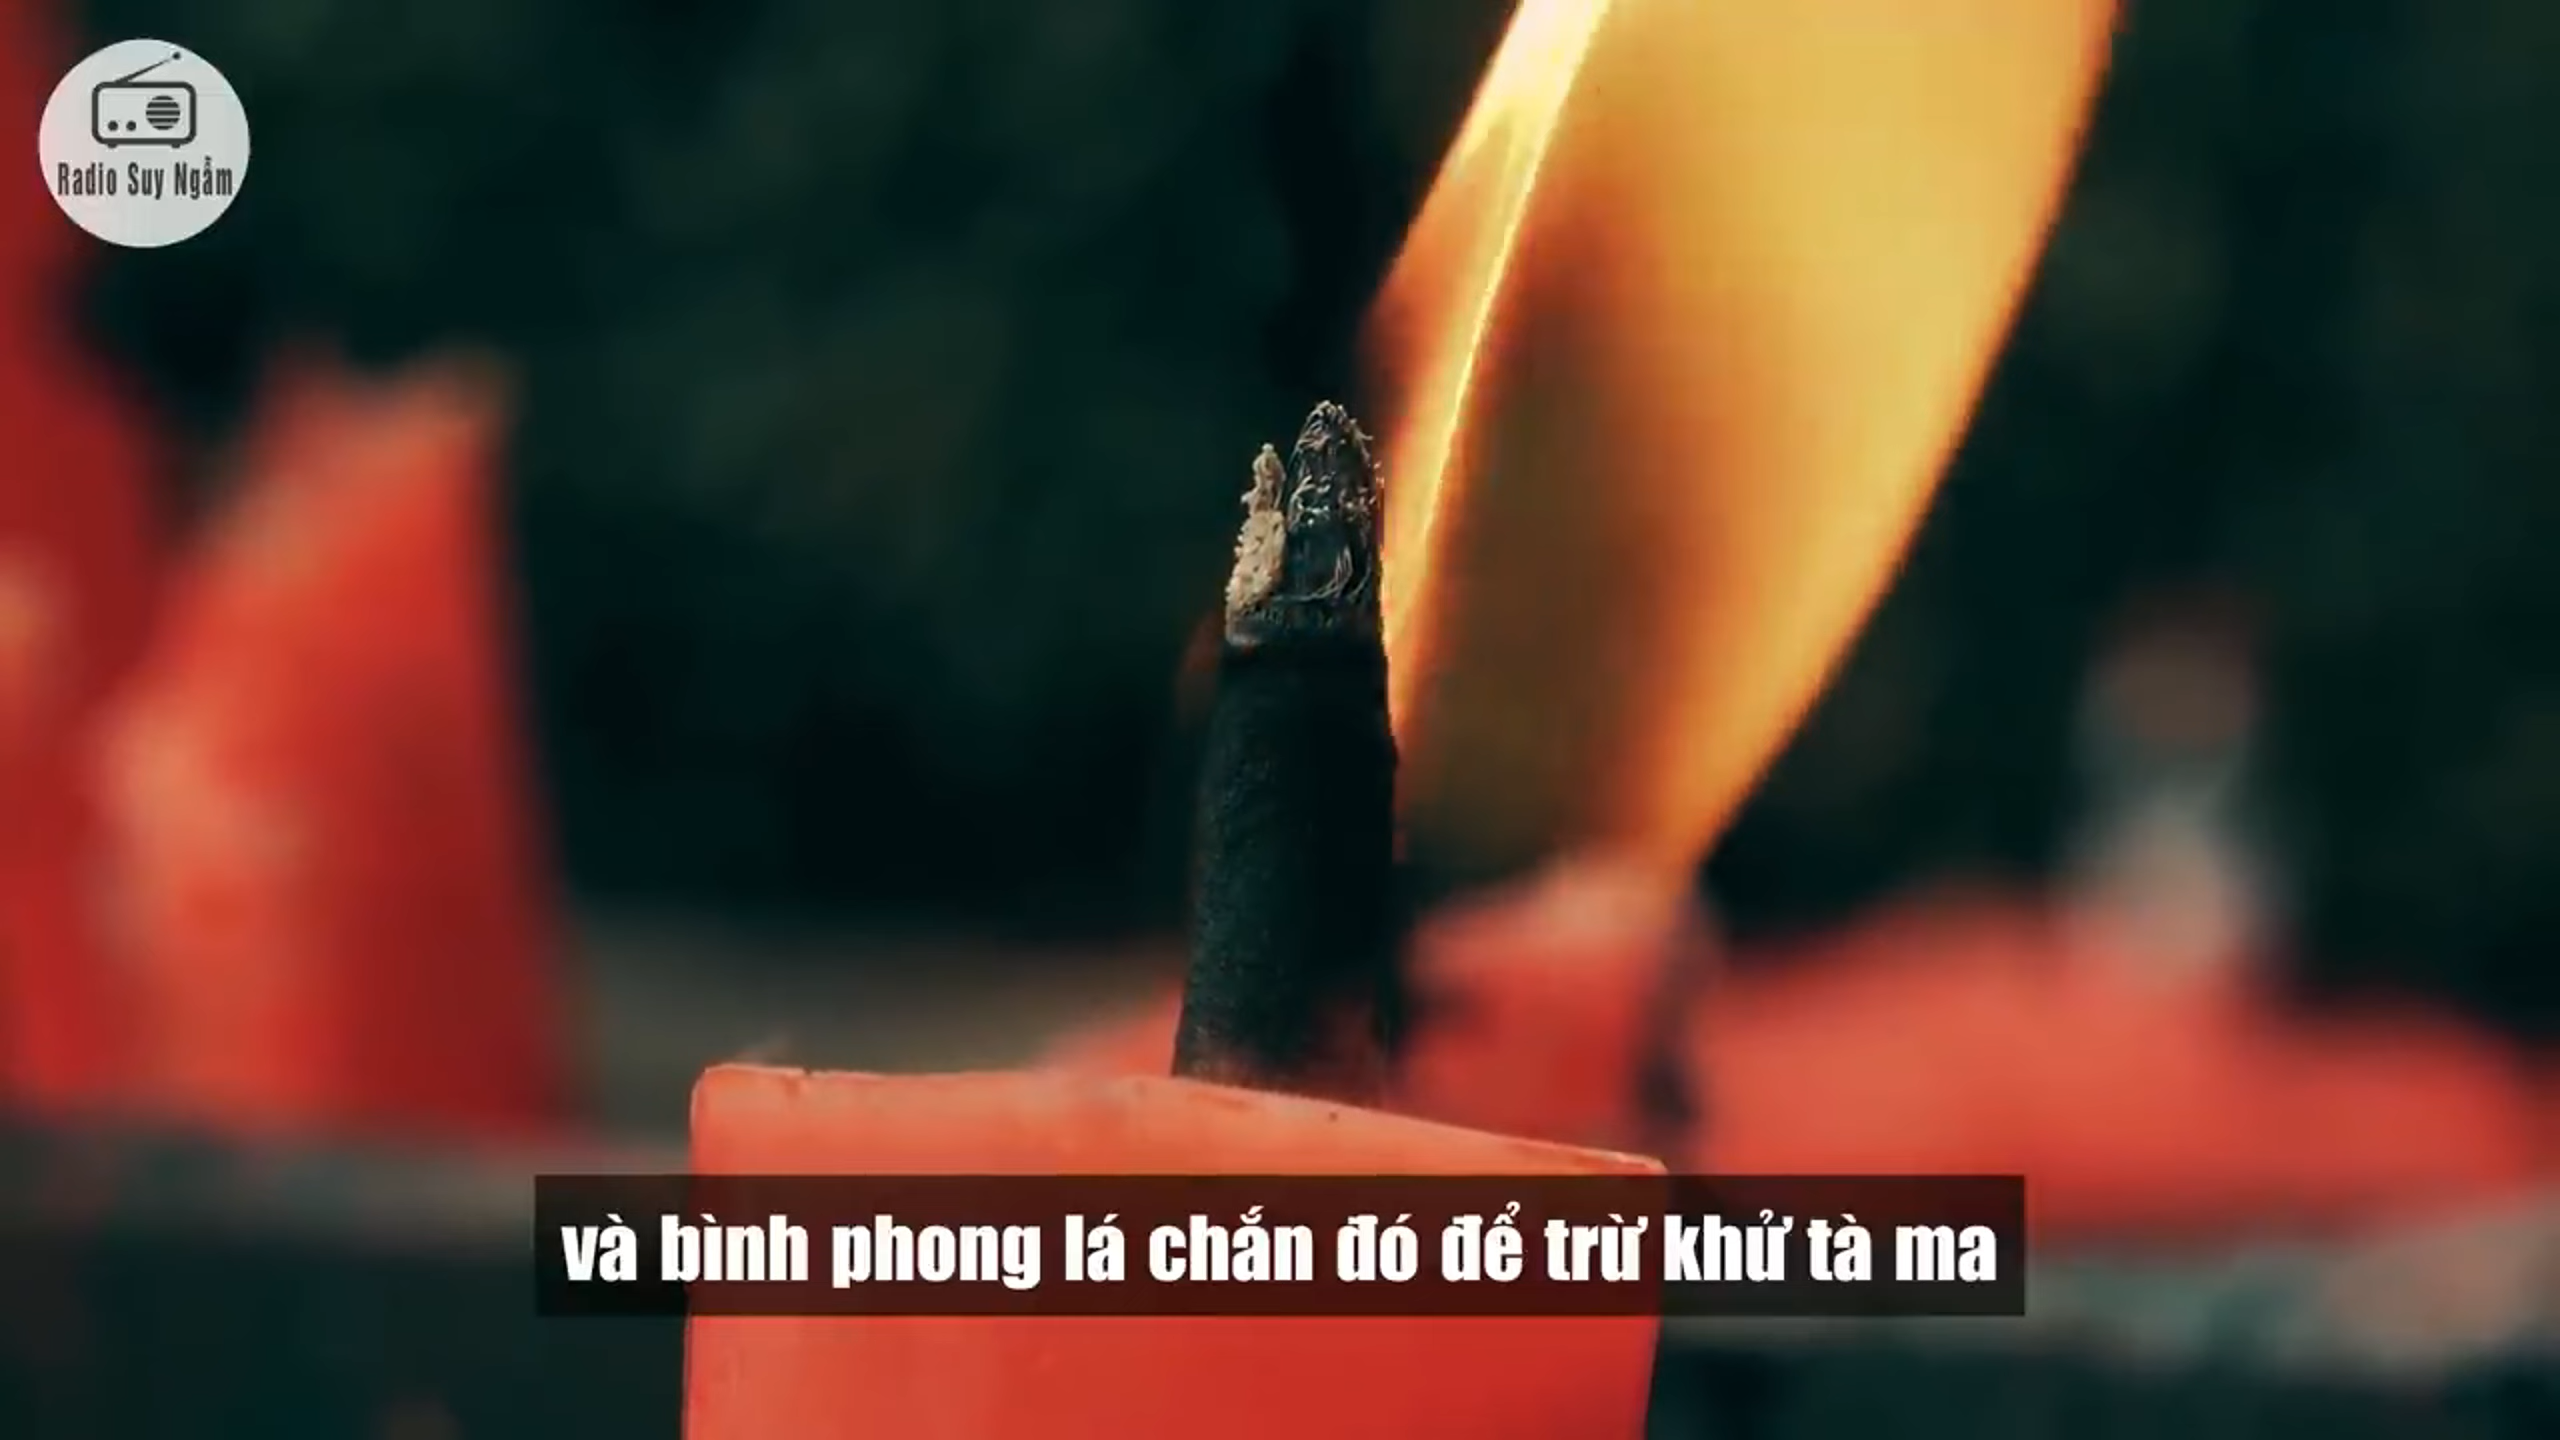 Radio Suy Ngẫm
và bình phong lá chắn đó để trừ khử tà ma